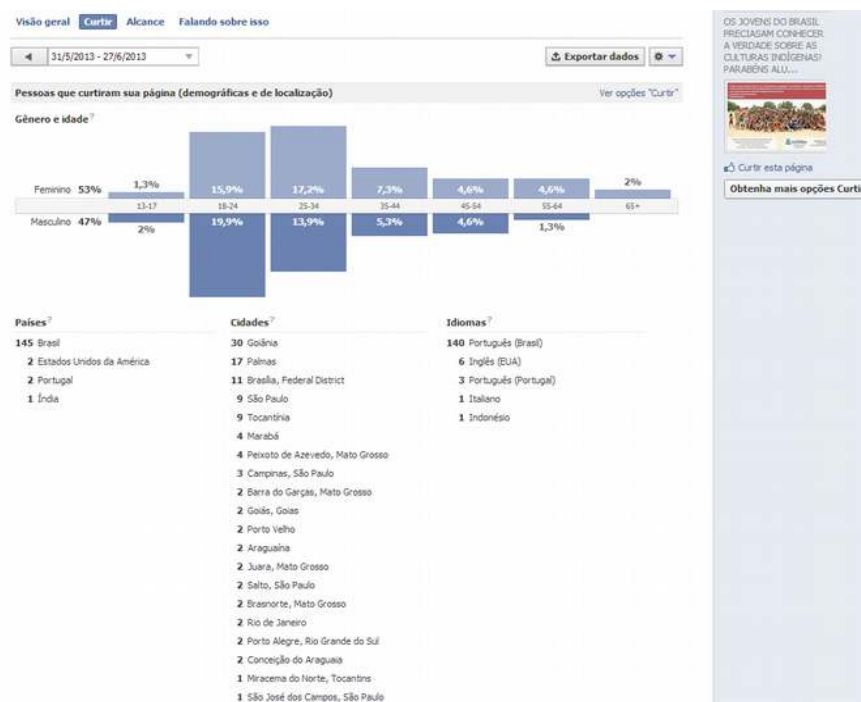 Visão geral Curtir Alcance Falando sobre isso
31/5/2013 - 27/6/2013
Exportar dados
Pessoas que curtiram sua página (demográficas e de localização) Ver opções "Curtir"
Gênero e idade?
Feminino 53% 1,3% 15,9% 17,2% 7,3% 4,6% 4,6% 2%
13-17 18-24 25-34 35-44 45-54 55-64 65+
Masculino 47% 2% 19,9% 13,9% 5,3% 4,6% 1,3%
Países?
145 Brasil
2 Estados Unidos da América
2 Portugal
1 Índia
Cidades?
30 Goiânia
17 Palmas
11 Brasília, Federal District
9 São Paulo
9 Tocantínia
4 Marabá
4 Peixoto de Azevedo, Mato Grosso
3 Campinas, São Paulo
2 Barra do Garças, Mato Grosso
2 Goiás, Goias
2 Porto Velho
2 Araguaína
2 Juara, Mato Grosso
2 Salto, São Paulo
2 Brasnorte, Mato Grosso
2 Rio de Janeiro
2 Porto Alegre, Rio Grande do Sul
2 Conceição do Araguaia
1 Miracema do Norte, Tocantins
1 São José dos Campos, São Paulo
Idiomas?
140 Português (Brasil)
6 Inglês (EUA)
3 Português (Portugal)
1 Italiano
1 Indonésio
OS JOVENS DO BRASIL
PRECIASAM CONHECER
A VERDADE SOBRE AS
CULTURAS INDÍGENAS!
PARABÉNS ALU....
Curtir esta página
Obtenha mais opções Curti